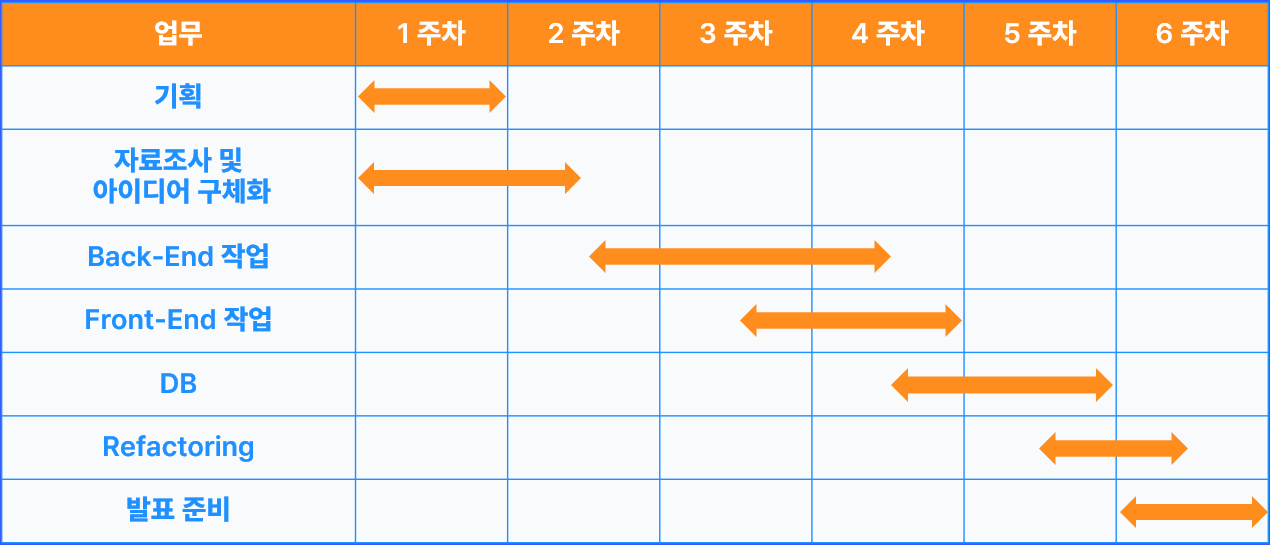 업무 1 주차 2 주차 3 주차 4 주차 5 주차 6 주차
기획
자료조사 및
아이디어 구체화
Back-End 작업
Front-End 작업
DB
Refactoring
발표 준비